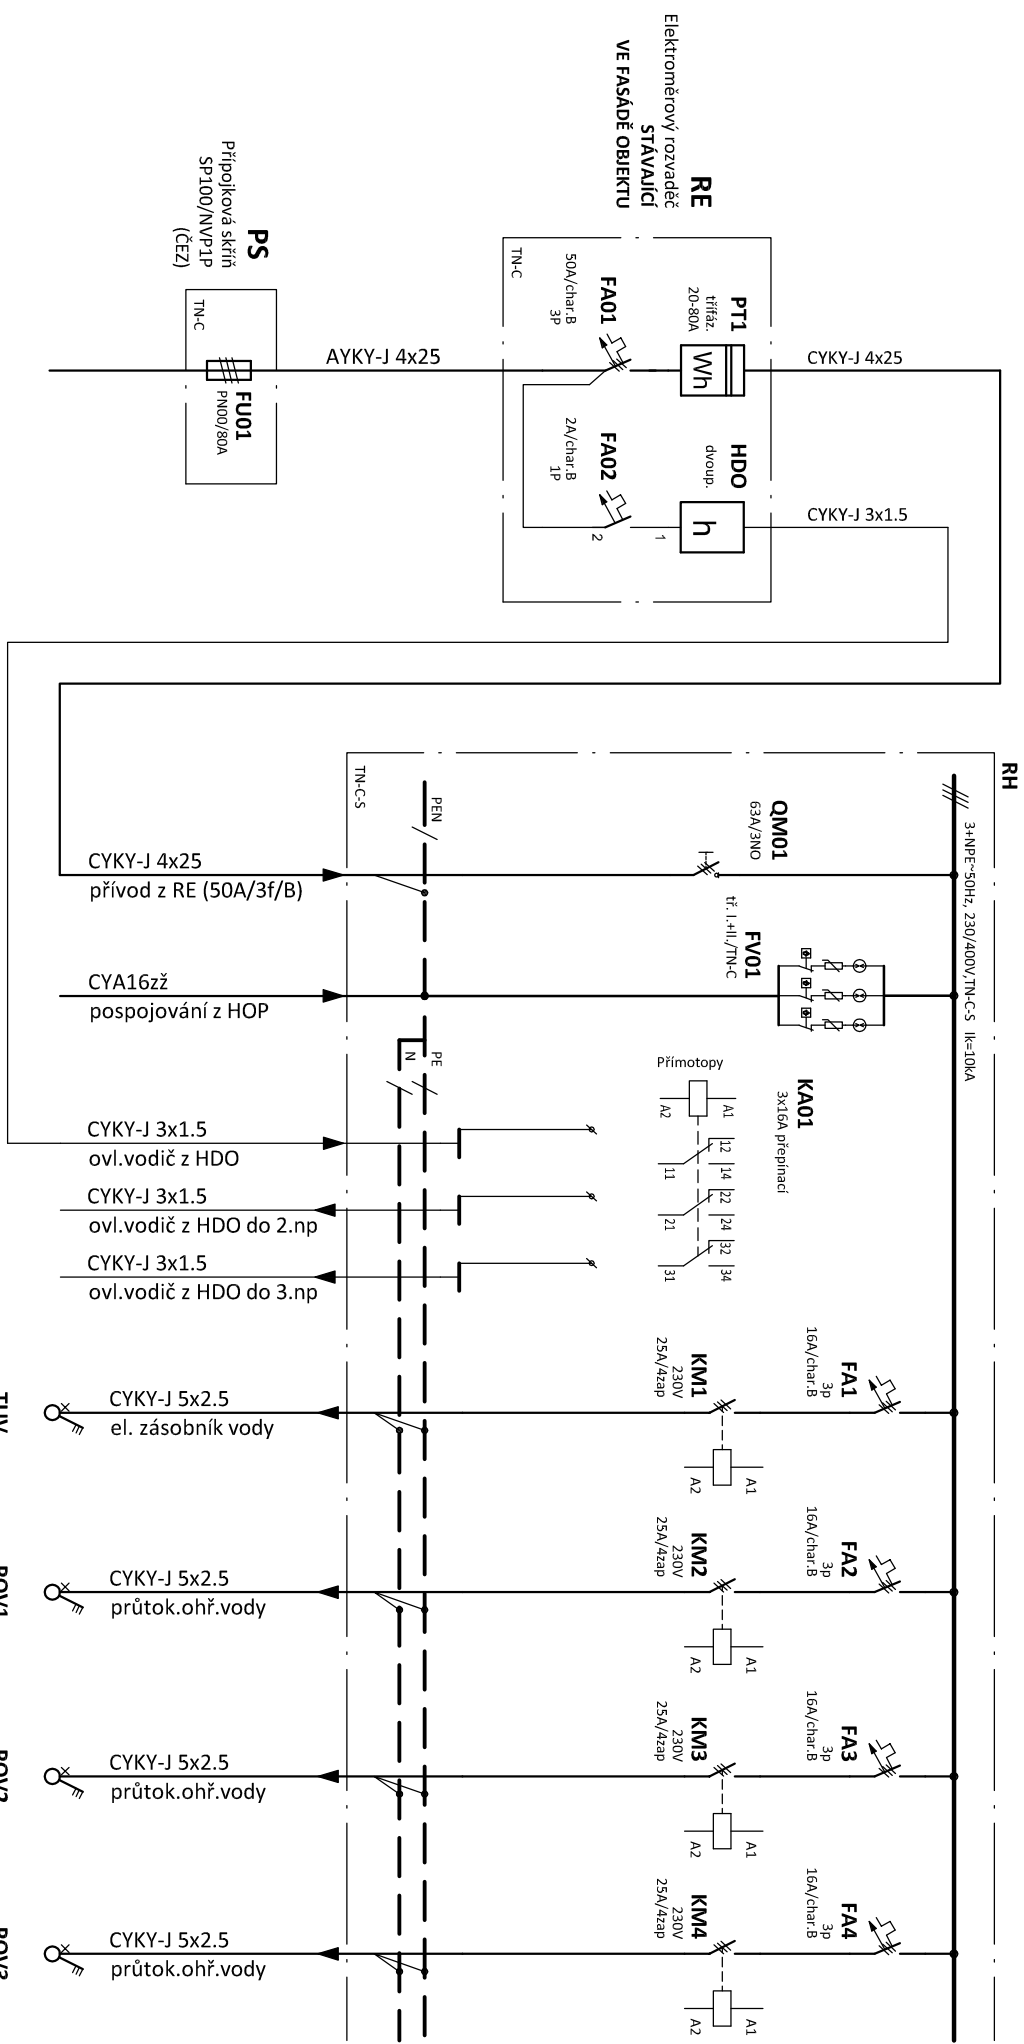 RE
Elektroměrový rozvaděč
STÁVAJÍCÍ
VE FASÁDĚ OBJEKTU
PS
Přípojková skříň
SP100/NVP1P
(ČEZ)
TN-C
FU01
PN00/80A
AYKY-J 4x25
TN-C
FA01
50A/char.B
3P
PT1
třífáz.
20-80A
Wh
CYKY-J 4x25
FA02
2A/char.B
1P
2
1
HDO
dvoup.
h
CYKY-J 3x1.5
RH
3+NPE~50Hz, 230/400V,TN-C-S Ik=10kA
TN-C-S
PEN
QM01
63A/3NO
CYKY-J 4x25
přívod z RE (50A/3f/B)
FV01
tř. I.+II./TN-C
CYA16zž
pospojování z HOP
PE
N
KA01
3x16A přepínací
Přímotopy
A1
A2
12
14
11
22
24
21
32
34
31
CYKY-J 3x1.5
ovl.vodič z HDO
CYKY-J 3x1.5
ovl.vodič z HDO do 2.np
CYKY-J 3x1.5
ovl.vodič z HDO do 3.np
FA1
3p
16A/char.B
KM1
230V
25A/4zap
A1
A2
CYKY-J 5x2.5
el. zásobník vody
FA2
3p
16A/char.B
KM2
230V
25A/4zap
A1
A2
CYKY-J 5x2.5
průtok.ohř.vody
FA3
3p
16A/char.B
KM3
230V
25A/4zap
A1
A2
CYKY-J 5x2.5
průtok.ohř.vody
FA4
3p
16A/char.B
KM4
230V
25A/4zap
A1
A2
CYKY-J 5x2.5
průtok.ohř.vody